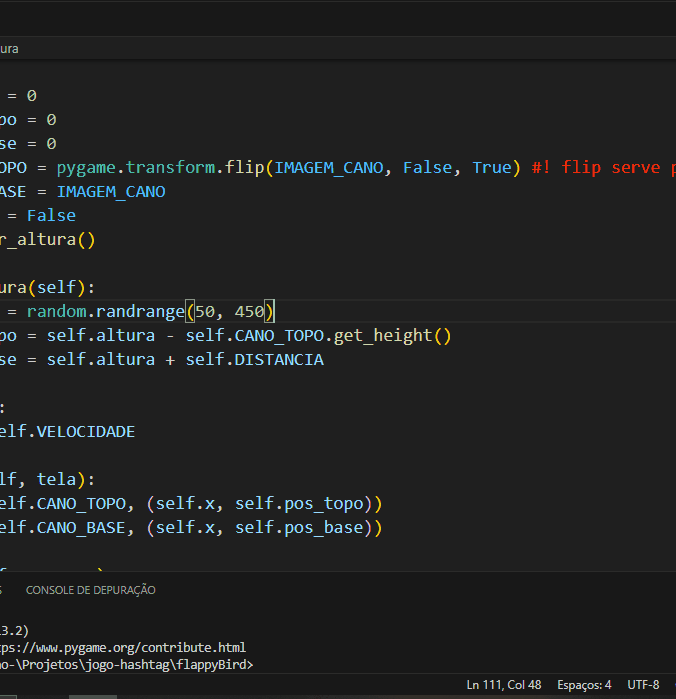 ura
= 0
po = 0
se = 0
OPO = pygame.transform.flip(IMAGEM_CANO, False, True) #! flip serve p
ASE = IMAGEM_CANO
= False
r_altura()
ura(self):
= random.randrange(50, 450)
po = self.altura - self.CANO_TOPO.get_height()
se = self.altura + self.DISTANCIA
:
elf.VELOCIDADE
lf, tela):
elf.CANO_TOPO, (self.x, self.pos_topo))
elf.CANO_BASE, (self.x, self.pos_base))
S CONSOLE DE DEPURAÇÃO
.3.2)
tps://www.pygame.org/contribute.html
no-\Projetos\jogo-hashtag\flappyBird>
Ln 111, Col 48 Espaços: 4 UTF-8